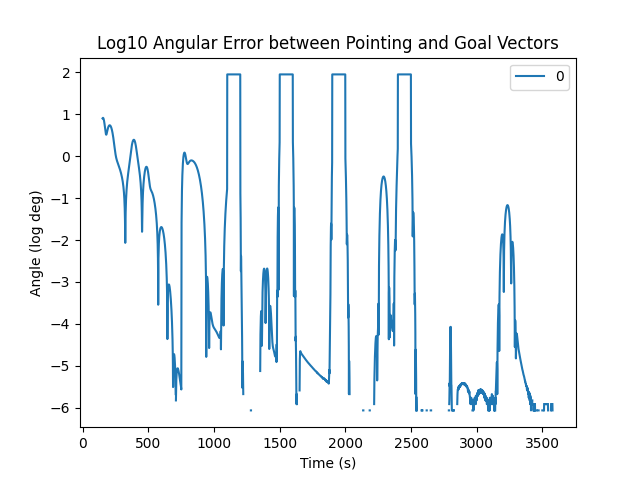 Log10 Angular Error between Pointing and Goal Vectors
0
2
1
0
−1
−2
−3
−4
−5
−6
Angle (log deg)
0 500 1000 1500 2000 2500 3000 3500
Time (s)